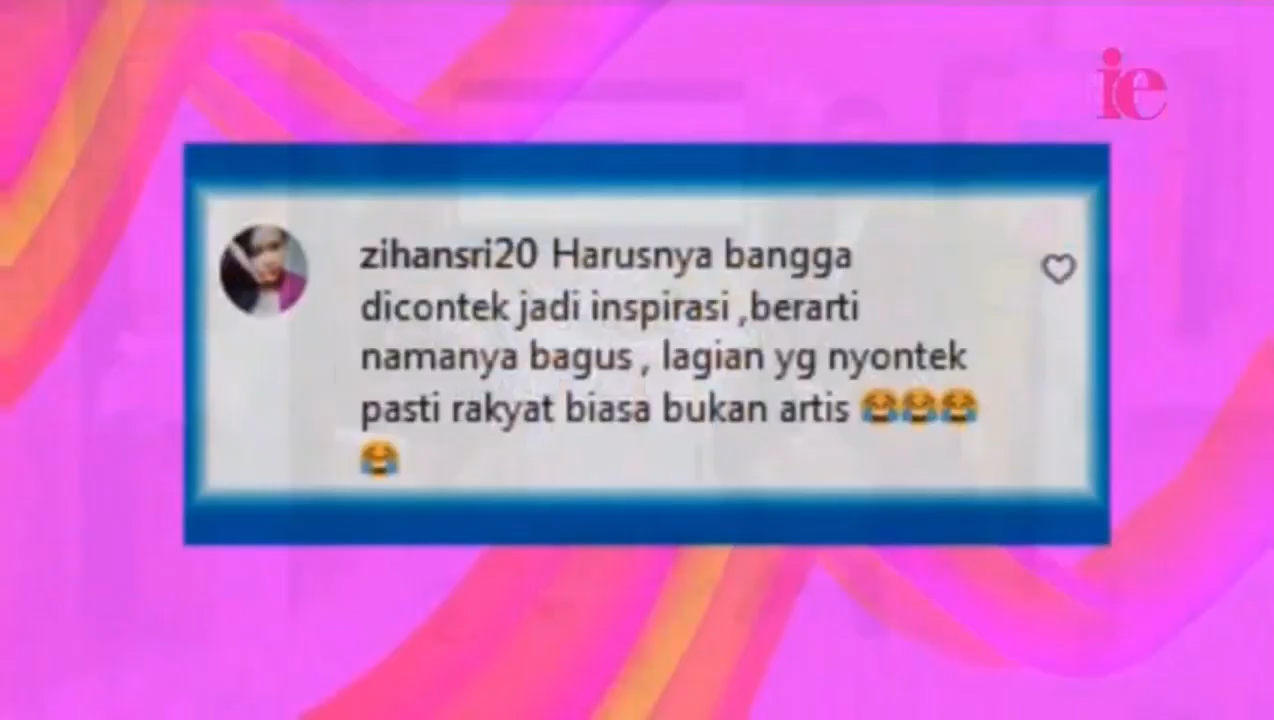 ie
zihansri20 Harusnya bangga
dicontek jadi inspirasi ,berarti
namanya bagus , lagian yg nyontek
pasti rakyat biasa bukan artis 😂😂😂
😂